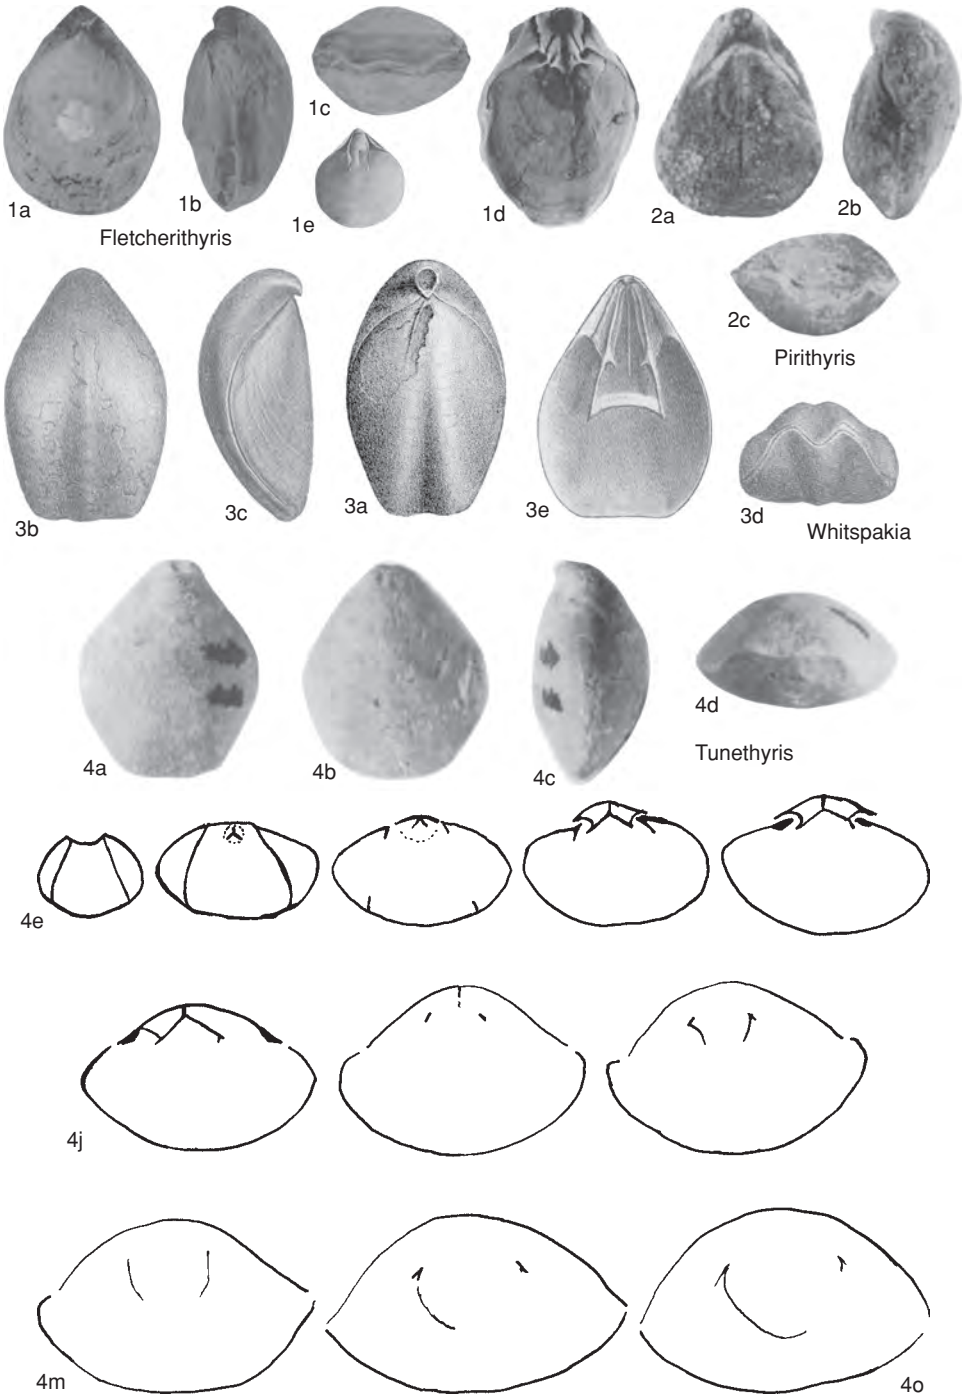 1a
1b
1c
1e
1d
2a
2b
Fletcherithyris
2c
Pirithyris
3b
3c
3a
3e
3d
Whitspakia
4a
4b
4c
4d
Tunethyris
4e
4j
4m
4o